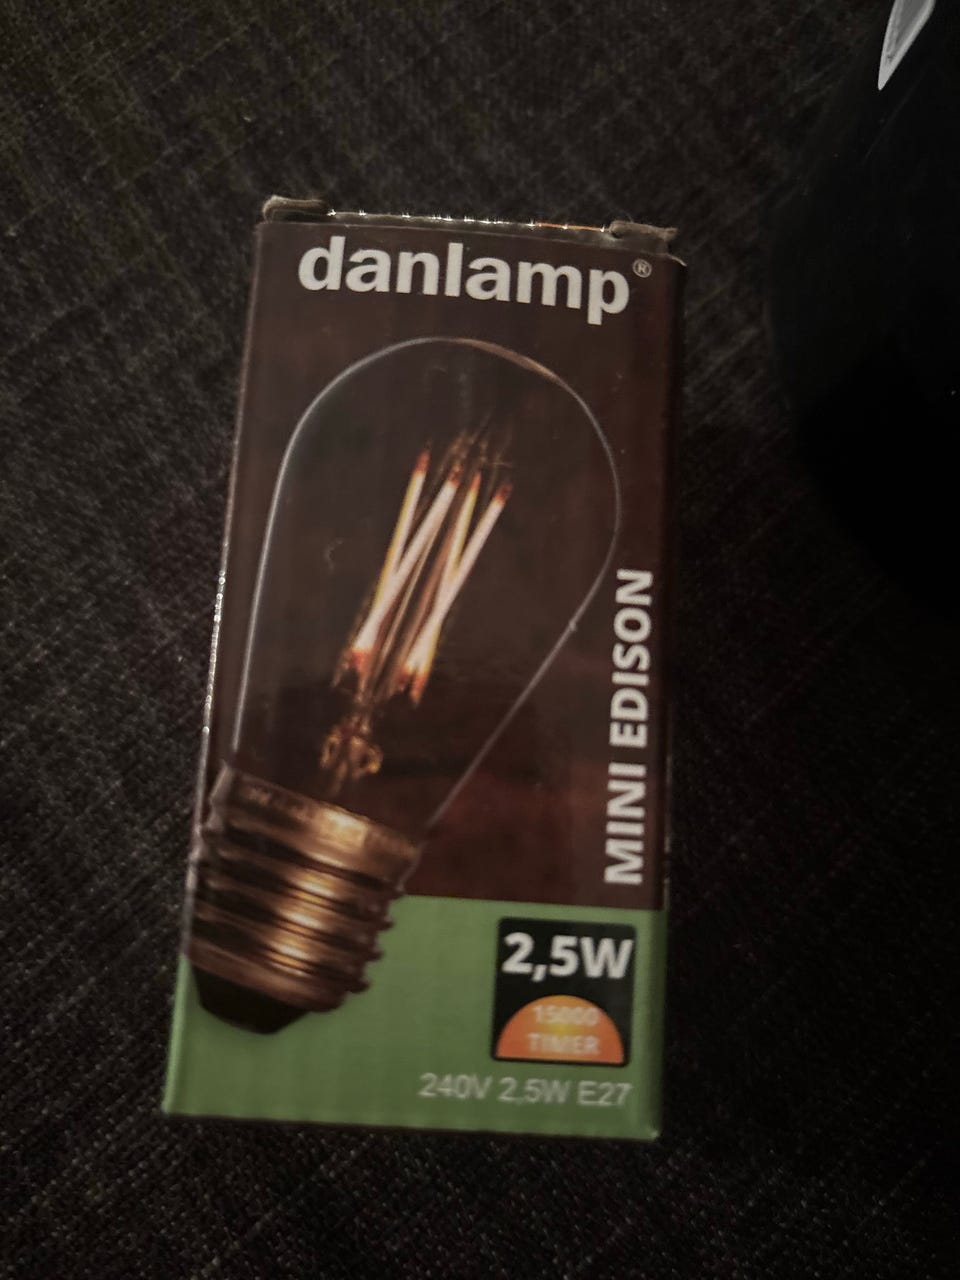 danlamp®
MINI EDISON
2,5W
15000
TIMER
240V 2,5W E27